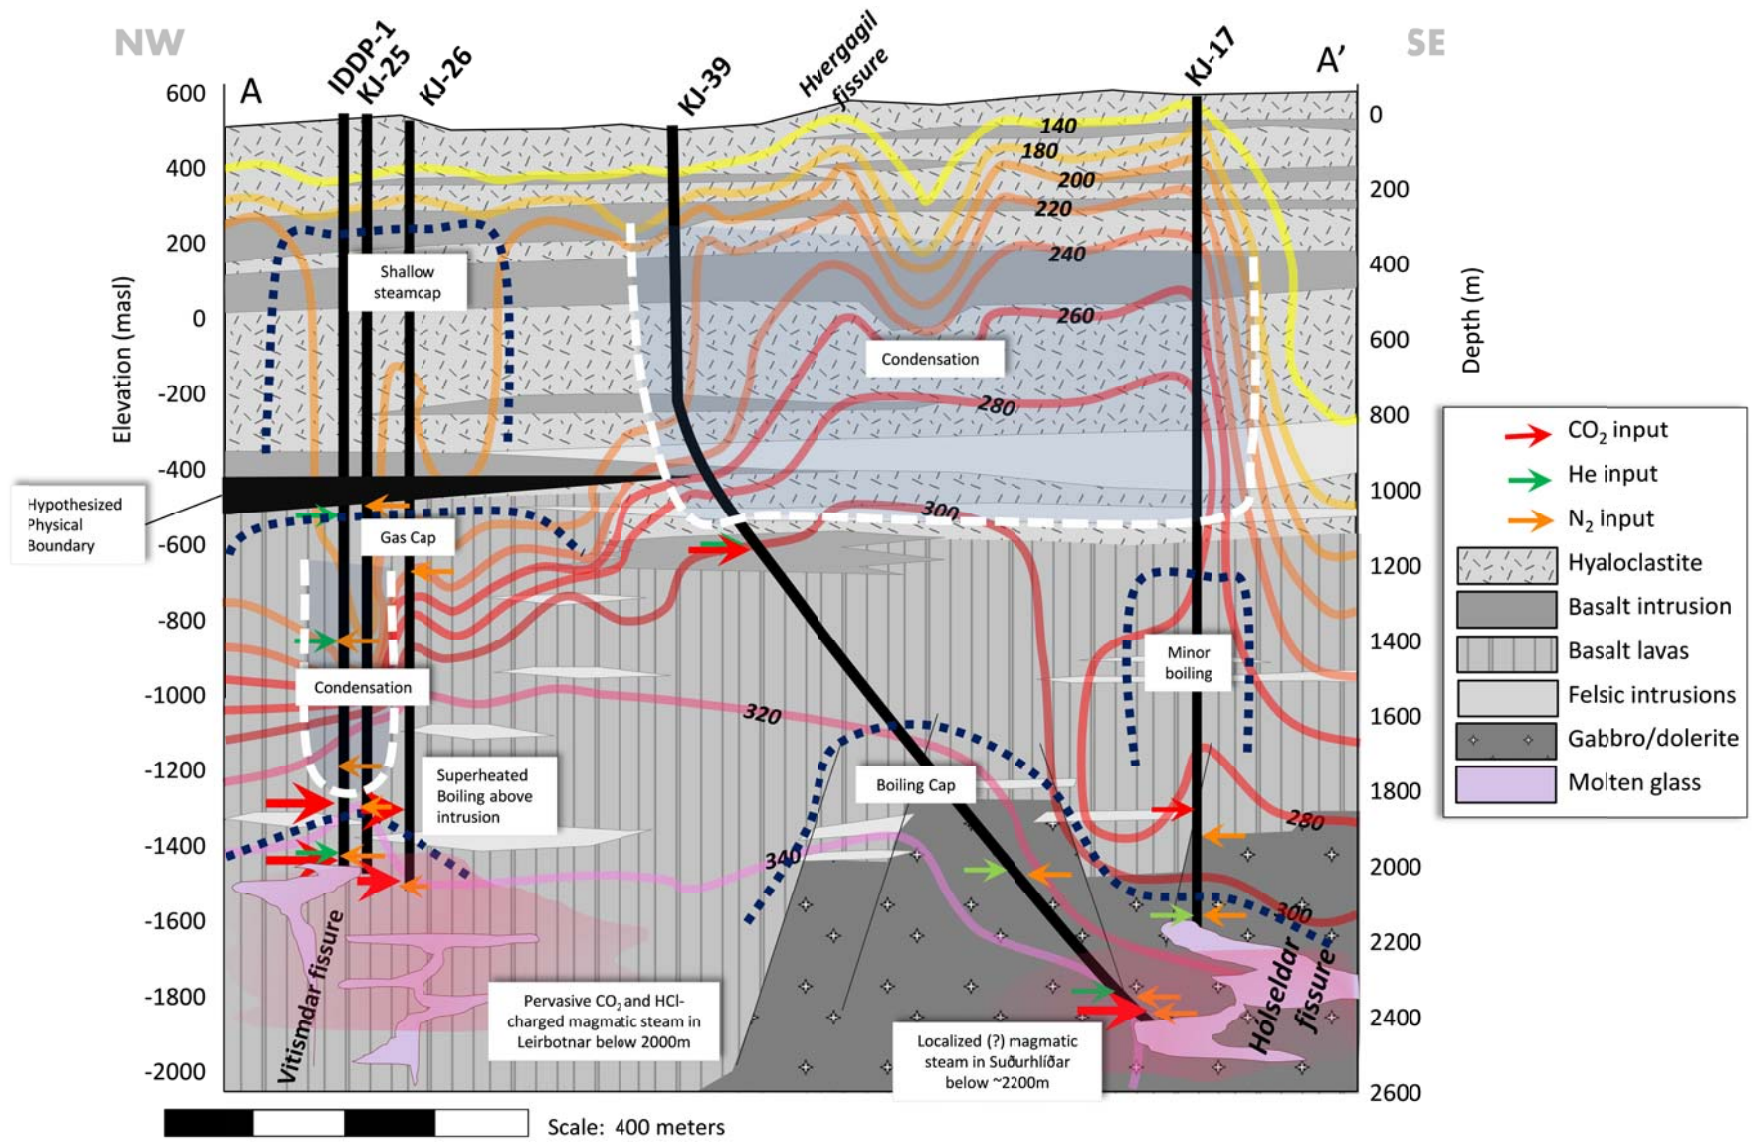 NW
SE
A
A′
IDDP-1
KJ-25
KJ-26
KJ-39
Hvergagil
fissure
KJ-17
600
400
200
0
-200
-400
-600
-800
-1000
-1200
-1400
-1600
-1800
-2000
Elevation (masl)
0
200
400
600
800
1000
1200
1400
1600
1800
2000
2200
2400
2600
Depth (m)
140
180
200
220
240
260
280
300
320
340
280
300
Shallow
steamcap
Condensation
Hypothesized
Physical
Boundary
Gas Cap
Condensation
Minor
boiling
Superheated
Boiling above
intrusion
Boiling Cap
Pervasive CO₂ and HCl-
charged magmatic steam in
Leirbotnar below 2000m
Localized (?) magmatic
steam in Suðurhlíðar
below ~2200m
Vitismdar fissure
Hólseldar
fissure
CO₂ input
He input
N₂ input
Hyaloclastite
Basalt intrusion
Basalt lavas
Felsic intrusions
Gabbro/dolerite
Molten glass
Scale: 400 meters